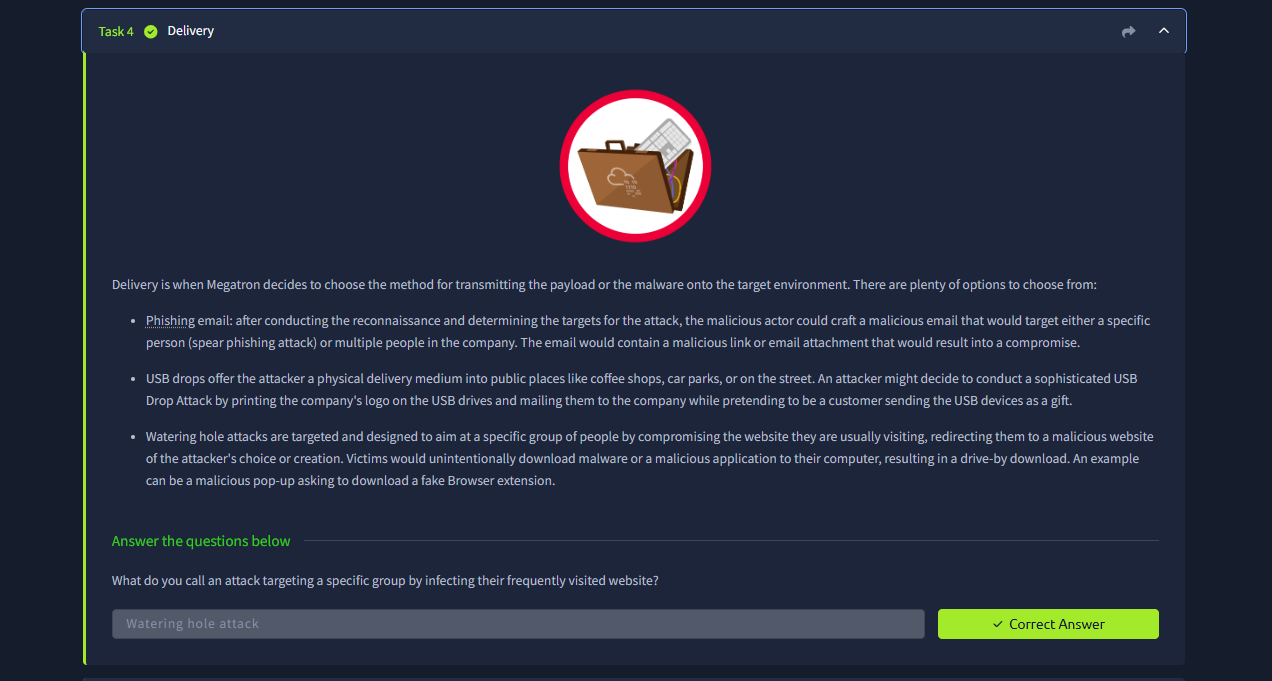 Task 4 Delivery
Delivery is when Megatron decides to choose the method for transmitting the payload or the malware onto the target environment. There are plenty of options to choose from:
• Phishing email: after conducting the reconnaissance and determining the targets for the attack, the malicious actor could craft a malicious email that would target either a specific
person (spear phishing attack) or multiple people in the company. The email would contain a malicious link or email attachment that would result into a compromise.
• USB drops offer the attacker a physical delivery medium into public places like coffee shops, car parks, or on the street. An attacker might decide to conduct a sophisticated USB
Drop Attack by printing the company's logo on the USB drives and mailing them to the company while pretending to be a customer sending the USB devices as a gift.
• Watering hole attacks are targeted and designed to aim at a specific group of people by compromising the website they are usually visiting, redirecting them to a malicious website
of the attacker's choice or creation. Victims would unintentionally download malware or a malicious application to their computer, resulting in a drive-by download. An example
can be a malicious pop-up asking to download a fake Browser extension.
Answer the questions below
What do you call an attack targeting a specific group by infecting their frequently visited website?
Watering hole attack
✓ Correct Answer